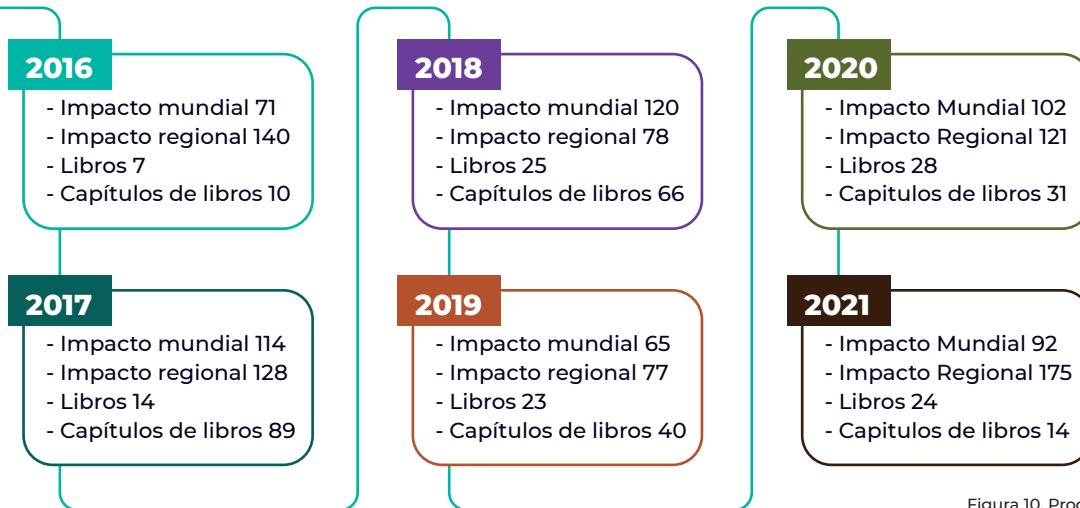 2016
- Impacto mundial 71
- Impacto regional 140
- Libros 7
- Capítulos de libros 10
2017
- Impacto mundial 114
- Impacto regional 128
- Libros 14
- Capítulos de libros 89
2018
- Impacto mundial 120
- Impacto regional 78
- Libros 25
- Capítulos de libros 66
2019
- Impacto mundial 65
- Impacto regional 77
- Libros 23
- Capítulos de libros 40
2020
- Impacto Mundial 102
- Impacto Regional 121
- Libros 28
- Capitulos de libros 31
2021
- Impacto Mundial 92
- Impacto Regional 175
- Libros 24
- Capitulos de libros 14
Figura 10.